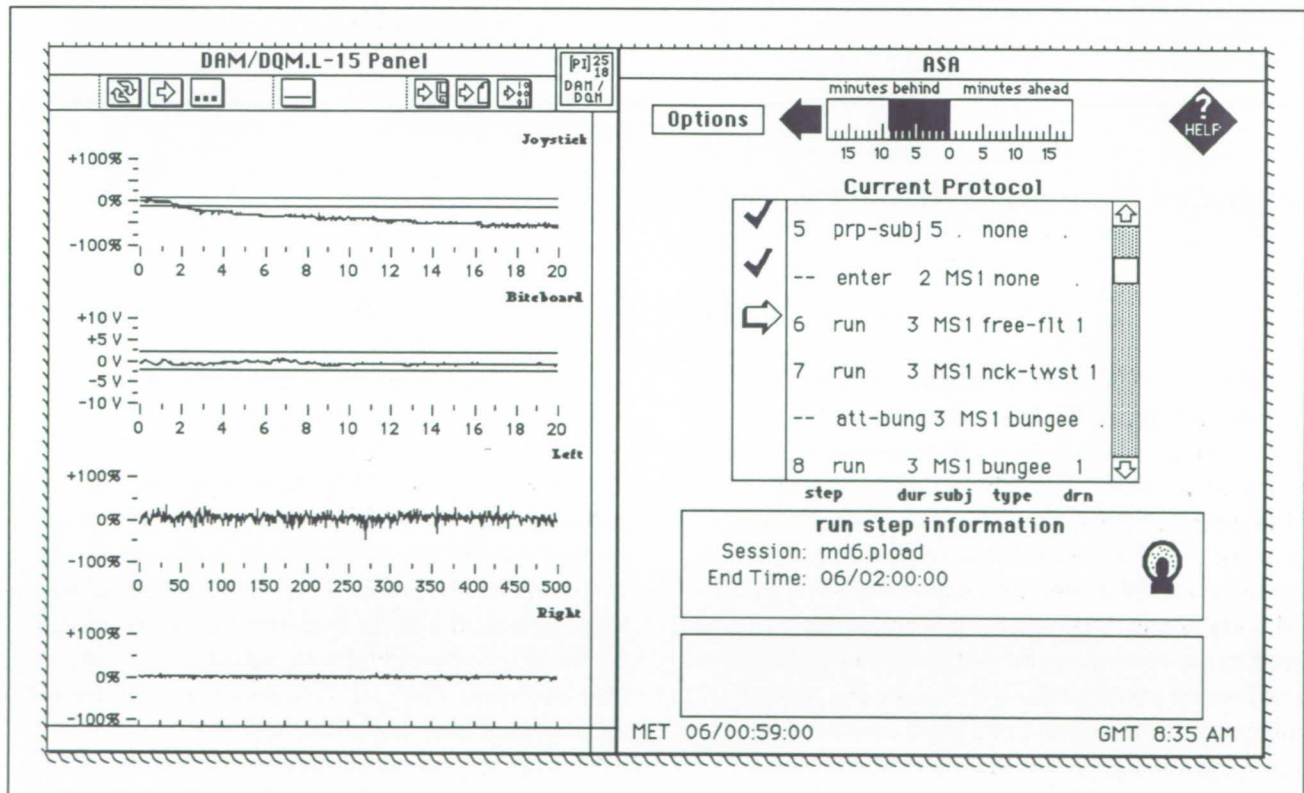 DAM/DQM.L-15 Panel
[PI] 25
18
DAM/
DQM
...
Joystick
+100%
0%
-100%
0 2 4 6 8 10 12 14 16 18 20
Biteboard
+10 V
+5 V
0 V
-5 V
-10 V
0 2 4 6 8 10 12 14 16 18 20
Left
+100%
0%
-100%
0 50 100 150 200 250 300 350 400 450 500
Right
+100%
0%
-100%
ASA
minutes behind minutes ahead
Options
15 10 5 0 5 10 15
?
HELP
Current Protocol
5 prp-subj 5 . none .
-- enter 2 MS1 none .
6 run 3 MS1 free-flt 1
7 run 3 MS1 nck-twst 1
-- att-bung 3 MS1 bungee .
8 run 3 MS1 bungee 1
step dur subj type drn
run step information
Session: md6.pload
End Time: 06/02:00:00
MET 06/00:59:00
GMT 8:35 AM